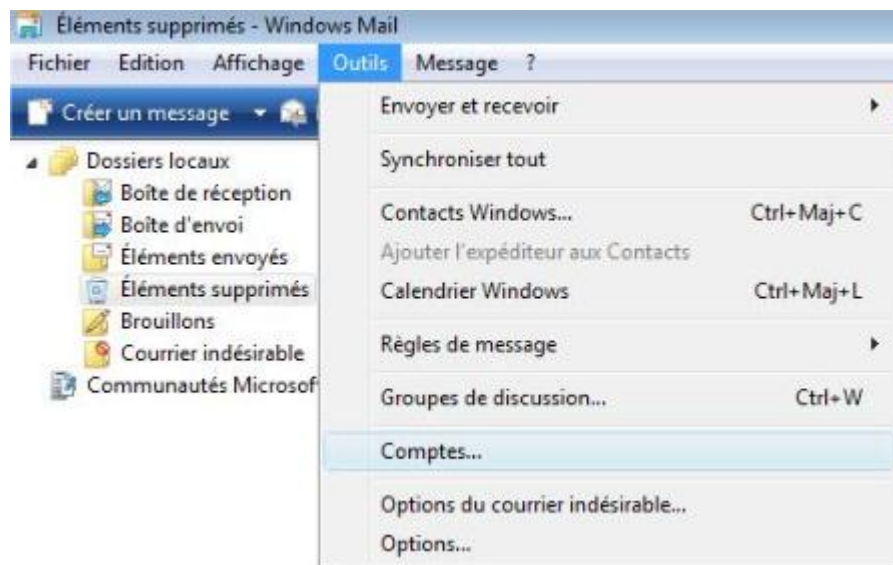 Éléments supprimés - Windows Mail
Fichier Edition Affichage Outils Message ?
Créer un message
Dossiers locaux
Boîte de réception
Boîte d'envoi
Éléments envoyés
Éléments supprimés
Brouillons
Courrier indésirable
Communautés Microsof
Envoyer et recevoir
Synchroniser tout
Contacts Windows... Ctrl+Maj+C
Ajouter l'expéditeur aux Contacts
Calendrier Windows Ctrl+Maj+L
Règles de message
Groupes de discussion... Ctrl+W
Comptes...
Options du courrier indésirable...
Options...